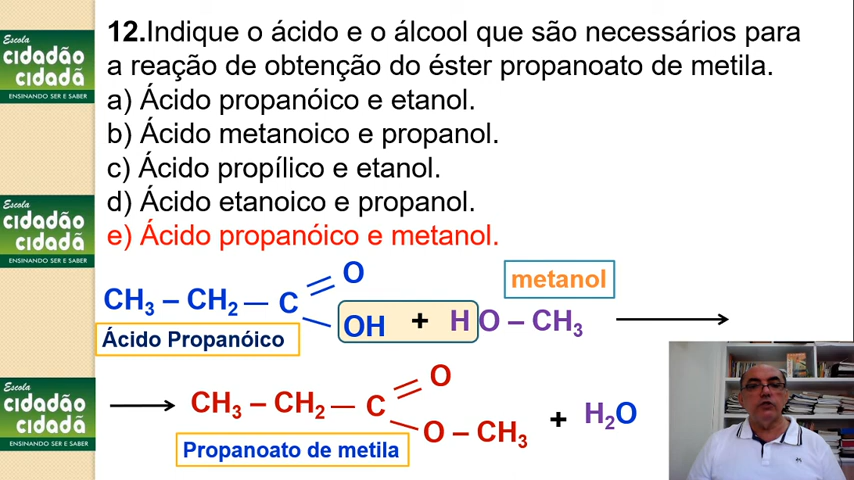 Escola
cidadão
cidadã
ENSINANDO SER E SABER
12.Indique o ácido e o álcool que são necessários para
a reação de obtenção do éster propanoato de metila.
a) Ácido propanóico e etanol.
b) Ácido metanoico e propanol.
c) Ácido propílico e etanol.
d) Ácido etanoico e propanol.
e) Ácido propanóico e metanol.
Escola
cidadão
cidadã
ENSINANDO SER E SABER
metanol
O
CH₃ – CH₂ — C
OH + H O – CH₃
Ácido Propanóico
Escola
cidadão
cidadã
ENSINANDO SER E SABER
O
CH₃ – CH₂ — C
O – CH₃ + H₂O
Propanoato de metila